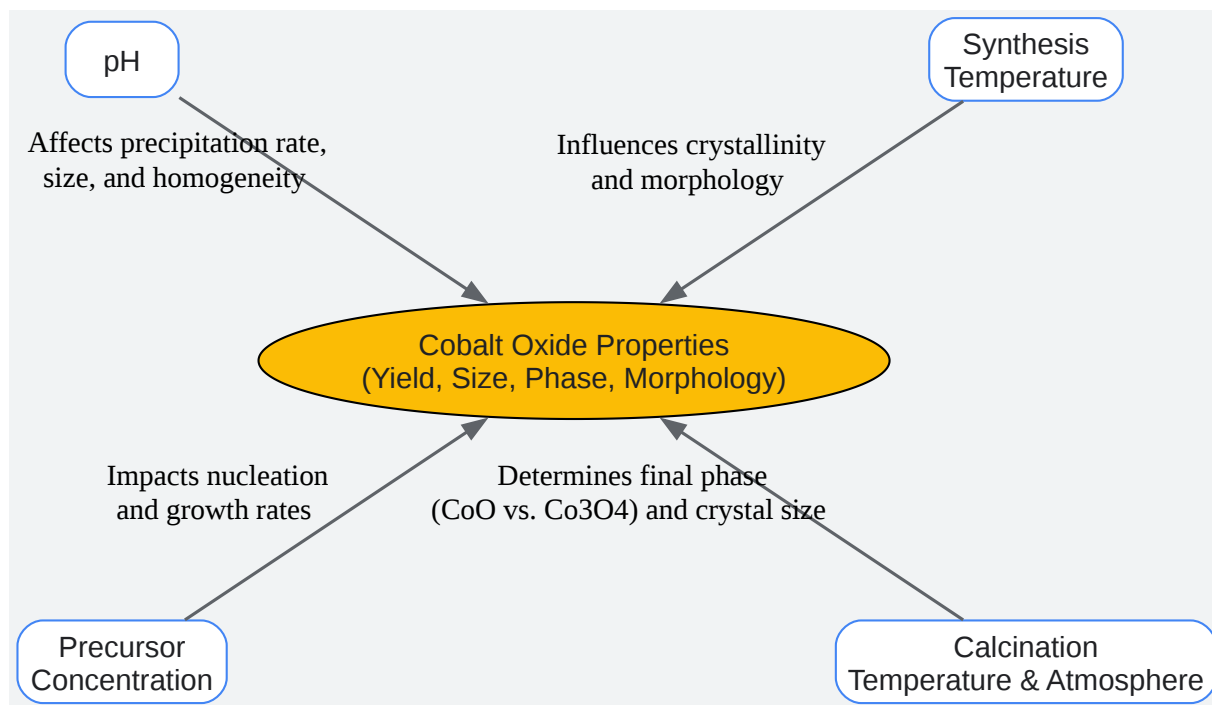 pH
Synthesis
Temperature
Affects precipitation rate,
size, and homogeneity
Influences crystallinity
and morphology
Cobalt Oxide Properties
(Yield, Size, Phase, Morphology)
Impacts nucleation
and growth rates
Determines final phase
(CoO vs. Co3O4) and crystal size
Precursor
Concentration
Calcination
Temperature & Atmosphere